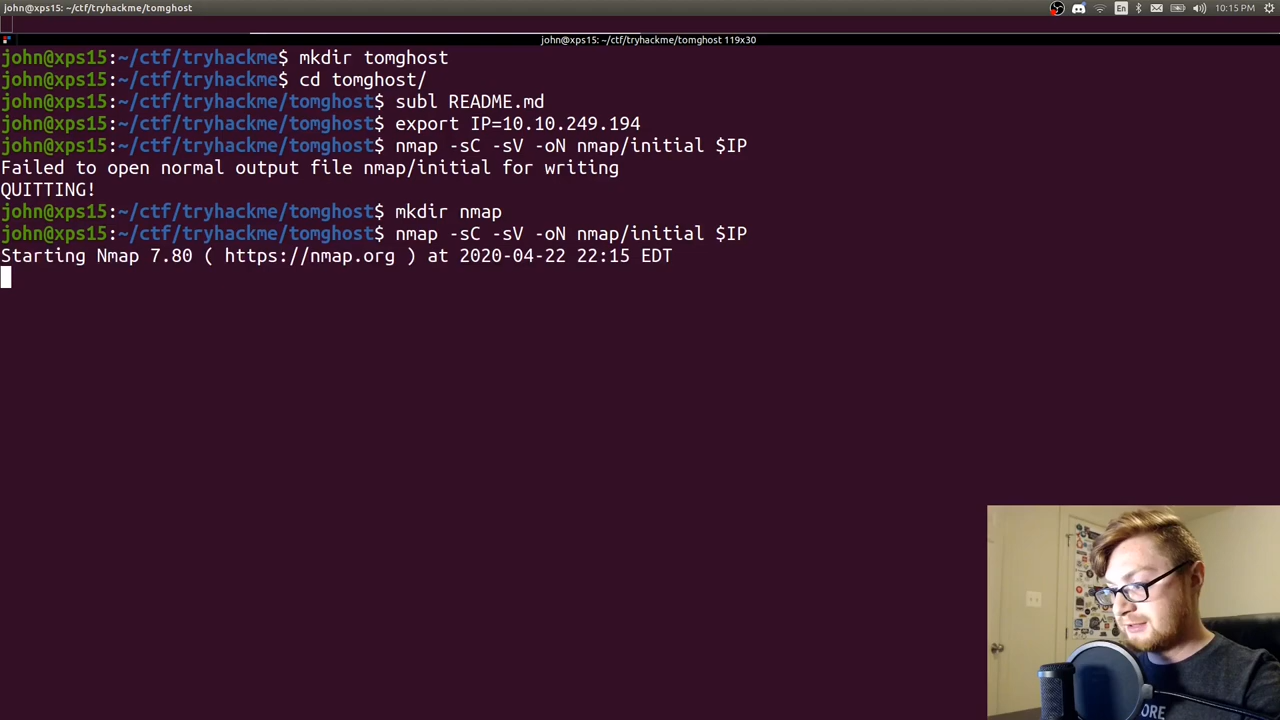 john@xps15: ~/ctf/tryhackme/tomghost
En
10:15 PM
john@xps15: ~/ctf/tryhackme/tomghost 119x30
john@xps15:~/ctf/tryhackme$ mkdir tomghost
john@xps15:~/ctf/tryhackme$ cd tomghost/
john@xps15:~/ctf/tryhackme/tomghost$ subl README.md
john@xps15:~/ctf/tryhackme/tomghost$ export IP=10.10.249.194
john@xps15:~/ctf/tryhackme/tomghost$ nmap -sC -sV -oN nmap/initial $IP
Failed to open normal output file nmap/initial for writing
QUITTING!
john@xps15:~/ctf/tryhackme/tomghost$ mkdir nmap
john@xps15:~/ctf/tryhackme/tomghost$ nmap -sC -sV -oN nmap/initial $IP
Starting Nmap 7.80 ( https://nmap.org ) at 2020-04-22 22:15 EDT
ORE